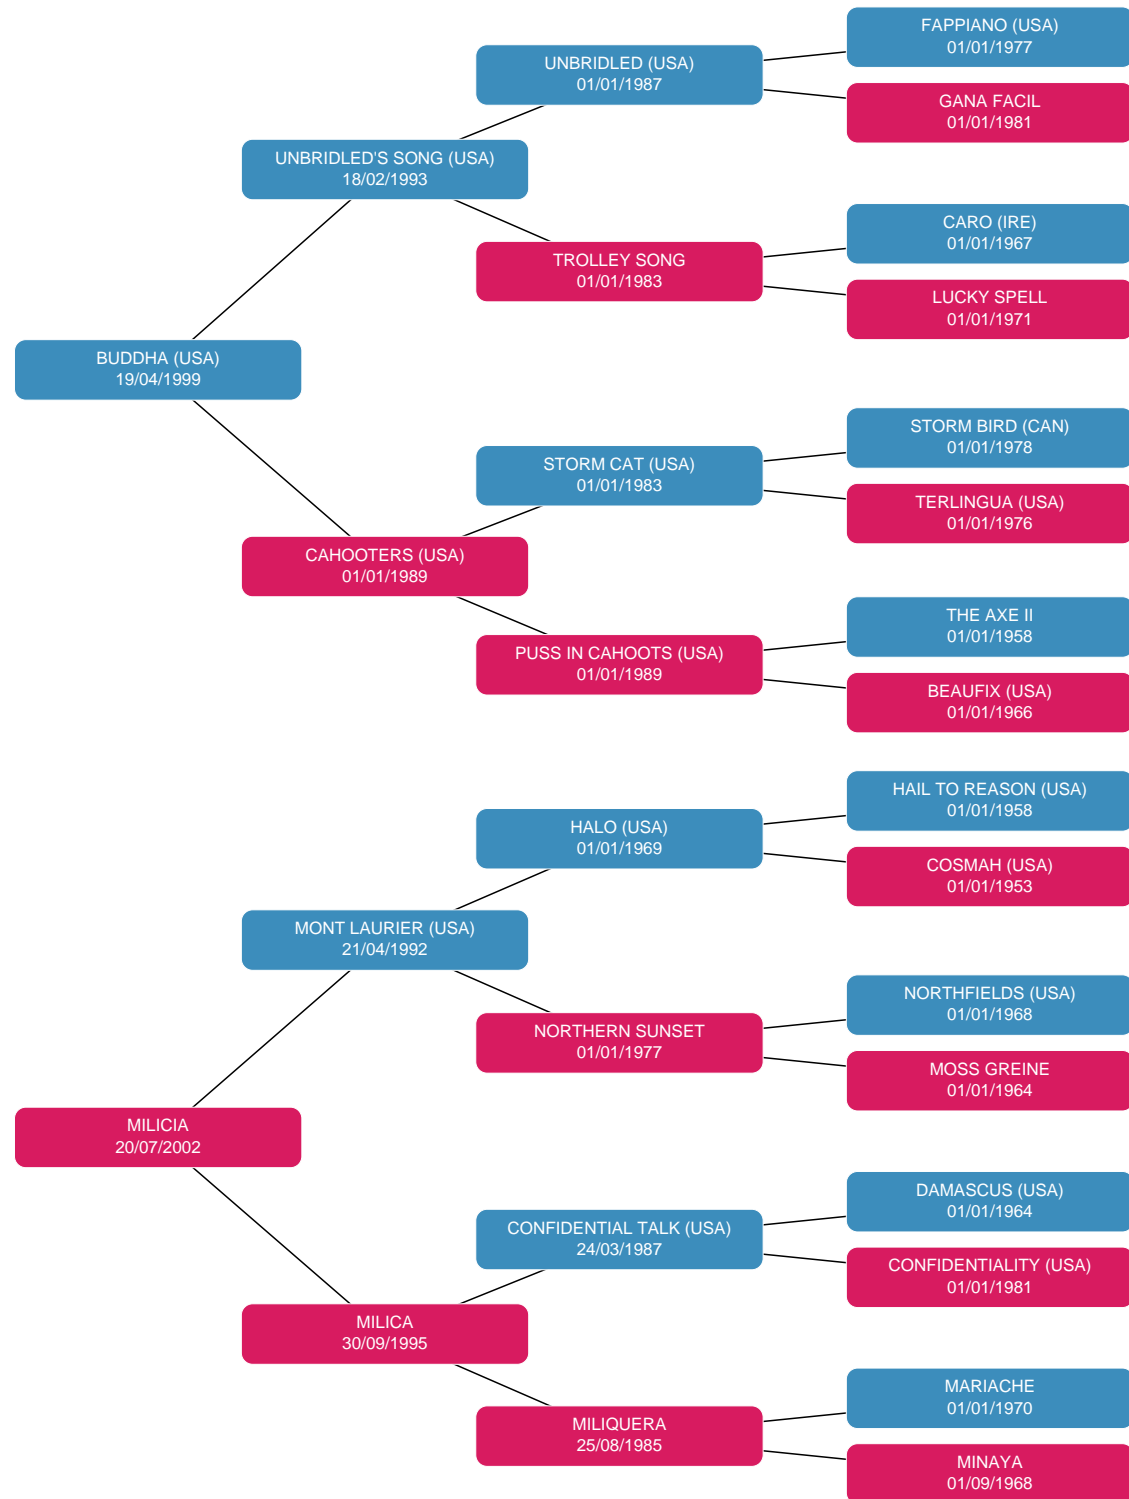 FAPPIANO (USA)
01/01/1977
UNBRIDLED (USA)
01/01/1987
GANA FACIL
01/01/1981
UNBRIDLED'S SONG (USA)
18/02/1993
CARO (IRE)
01/01/1967
TROLLEY SONG
01/01/1983
LUCKY SPELL
01/01/1971
BUDDHA (USA)
19/04/1999
STORM BIRD (CAN)
01/01/1978
STORM CAT (USA)
01/01/1983
TERLINGUA (USA)
01/01/1976
CAHOOTERS (USA)
01/01/1989
THE AXE II
01/01/1958
PUSS IN CAHOOTS (USA)
01/01/1989
BEAUFIX (USA)
01/01/1966
HAIL TO REASON (USA)
01/01/1958
HALO (USA)
01/01/1969
COSMAH (USA)
01/01/1953
MONT LAURIER (USA)
21/04/1992
NORTHFIELDS (USA)
01/01/1968
NORTHERN SUNSET
01/01/1977
MOSS GREINE
01/01/1964
MILICIA
20/07/2002
DAMASCUS (USA)
01/01/1964
CONFIDENTIAL TALK (USA)
24/03/1987
CONFIDENTIALITY (USA)
01/01/1981
MILICA
30/09/1995
MARIACHE
01/01/1970
MILIQUERA
25/08/1985
MINAYA
01/09/1968